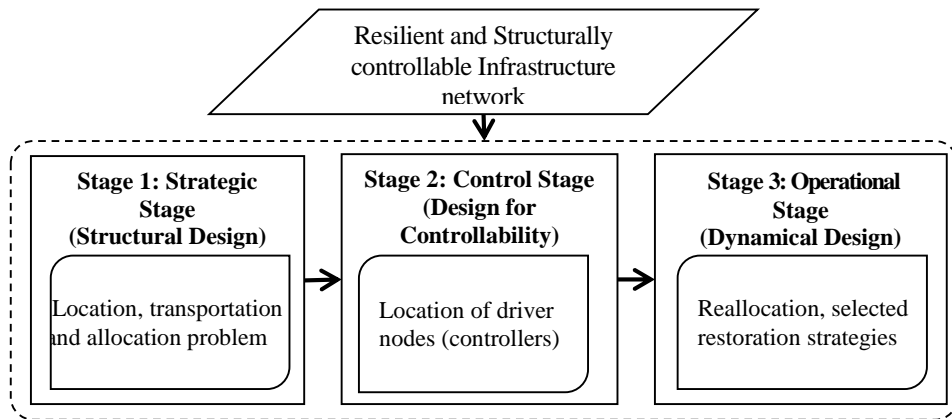 Resilient and Structurally
controllable Infrastructure
network
Stage 1: Strategic
Stage
(Structural Design)
Location, transportation
and allocation problem
Stage 2: Control Stage
(Design for
Controllability)
Location of driver
nodes (controllers)
Stage 3: Operational
Stage
(Dynamical Design)
Reallocation, selected
restoration strategies